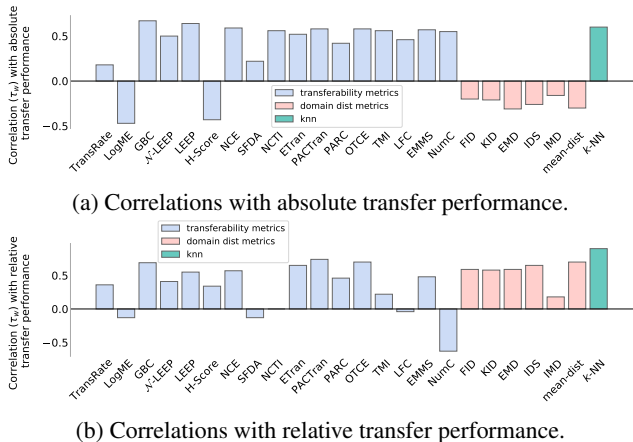 Correlation (τw) with absolute
transfer performance
0.5
0.0
−0.5
transferability metrics
domain dist metrics
knn
TransRate
LogME
GBC
𝒩-LEEP
LEEP
H-Score
NCE
SFDA
NCTI
ETran
PACTran
PARC
OTCE
TMI
LFC
EMMS
NumC
FID
KID
EMD
IDS
IMD
mean-dist
k-NN
(a) Correlations with absolute transfer performance.
Correlation (τw) with relative
transfer performance
0.5
0.0
−0.5
transferability metrics
domain dist metrics
knn
TransRate
LogME
GBC
𝒩-LEEP
LEEP
H-Score
NCE
SFDA
NCTI
ETran
PACTran
PARC
OTCE
TMI
LFC
EMMS
NumC
FID
KID
EMD
IDS
IMD
mean-dist
k-NN
(b) Correlations with relative transfer performance.